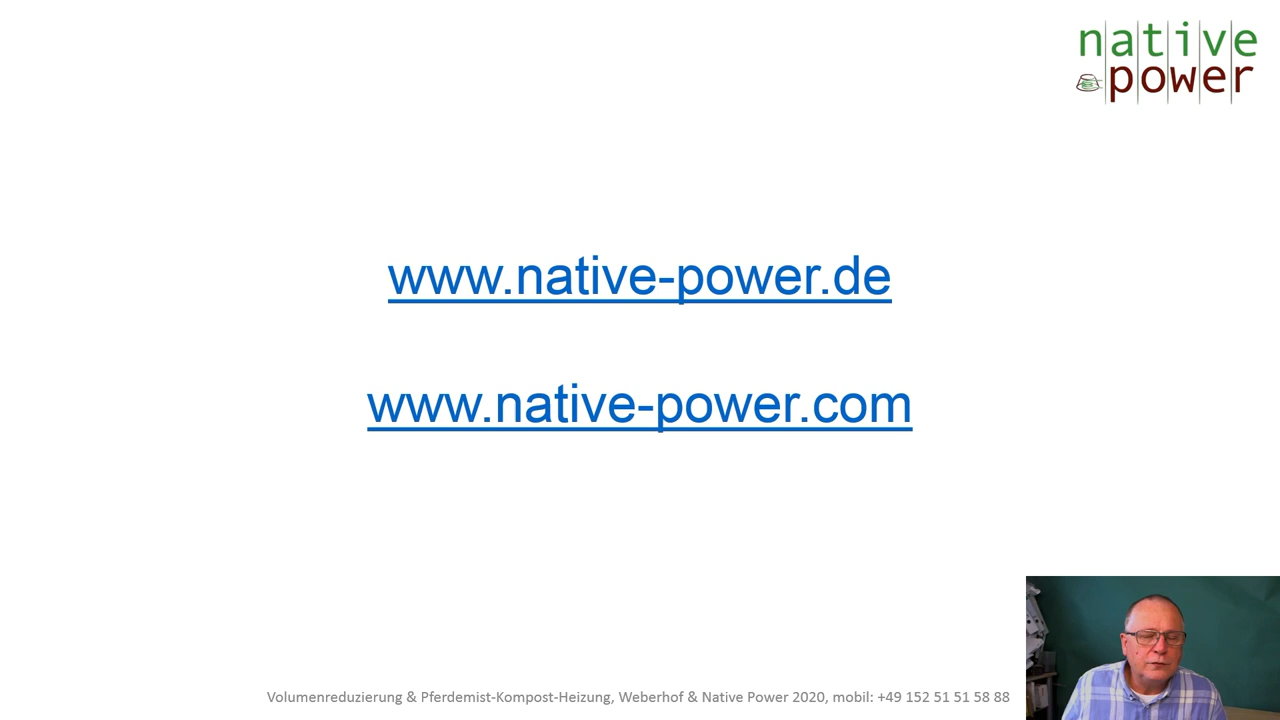 native
power
www.native-power.de
www.native-power.com
Volumenreduzierung & Pferdemist-Kompost-Heizung, Weberhof & Native Power 2020, mobil: +49 152 51 51 58 88